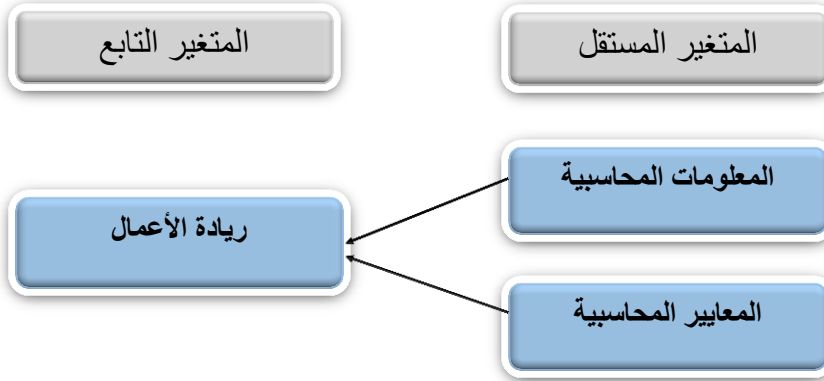 المتغير المستقل
المتغير التابع
المعلومات المحاسبية
ريادة الأعمال
المعايير المحاسبية